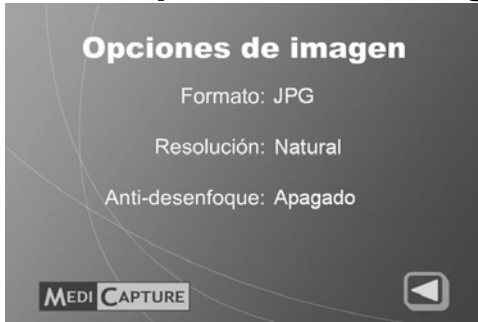 Opciones de imagen
Formato: JPG
Resolución: Natural
Anti-desenfoque: Apagado
MEDI CAPTURE